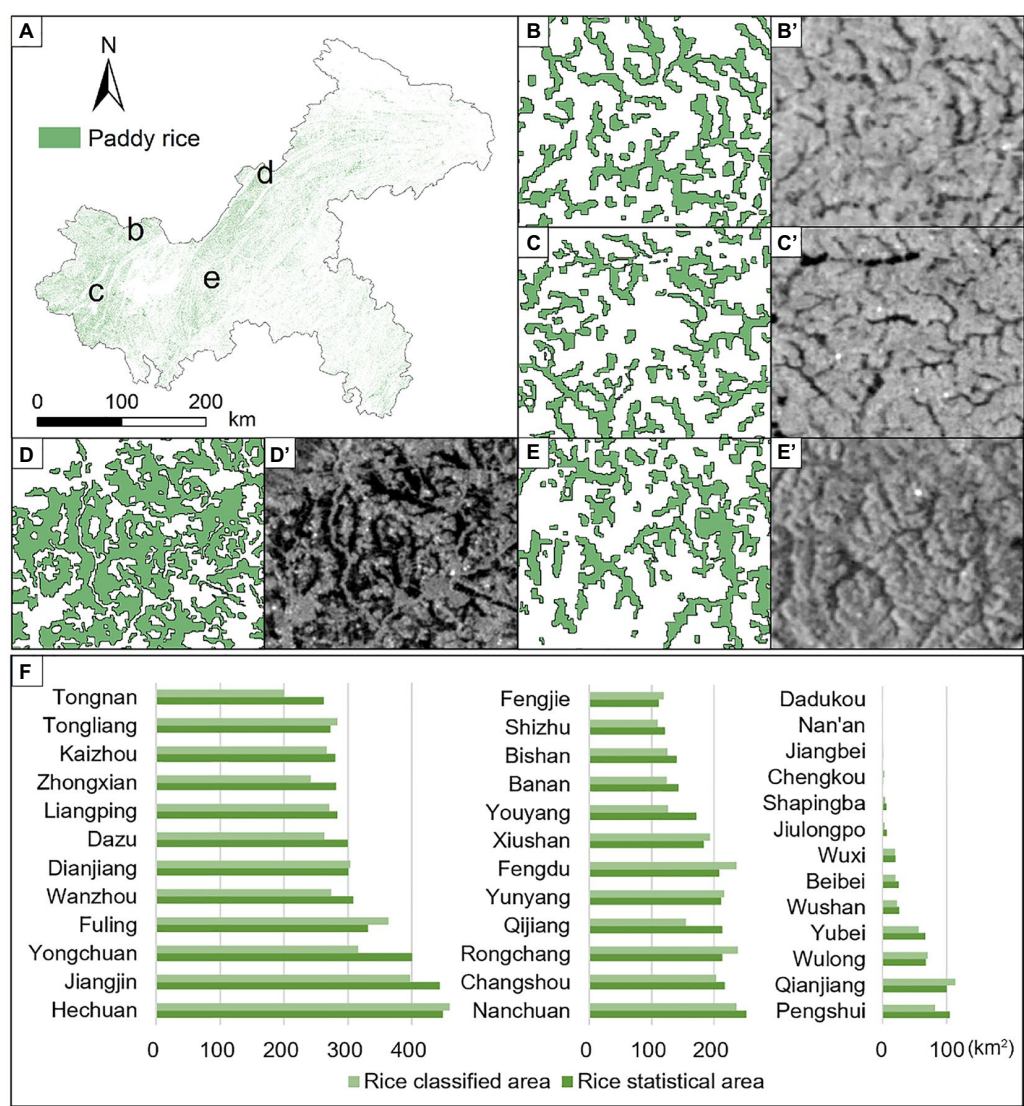 A
N
Paddy rice
b
c
d
e
0 100 200 km
B
B’
C
C’
D
D’
E
E’
F
Tongnan
Tongliang
Kaizhou
Zhongxian
Liangping
Dazu
Dianjiang
Wanzhou
Fuling
Yongchuan
Jiangjin
Hechuan
0 100 200 300 400
Fengjie
Shizhu
Bishan
Banan
Youyang
Xiushan
Fengdu
Yunyang
Qijiang
Rongchang
Changshou
Nanchuan
0 100 200
Dadukou
Nan'an
Jiangbei
Chengkou
Shapingba
Jiulongpo
Wuxi
Beibei
Wushan
Yubei
Wulong
Qianjiang
Pengshui
0 100 (km²)
Rice classified area Rice statistical area